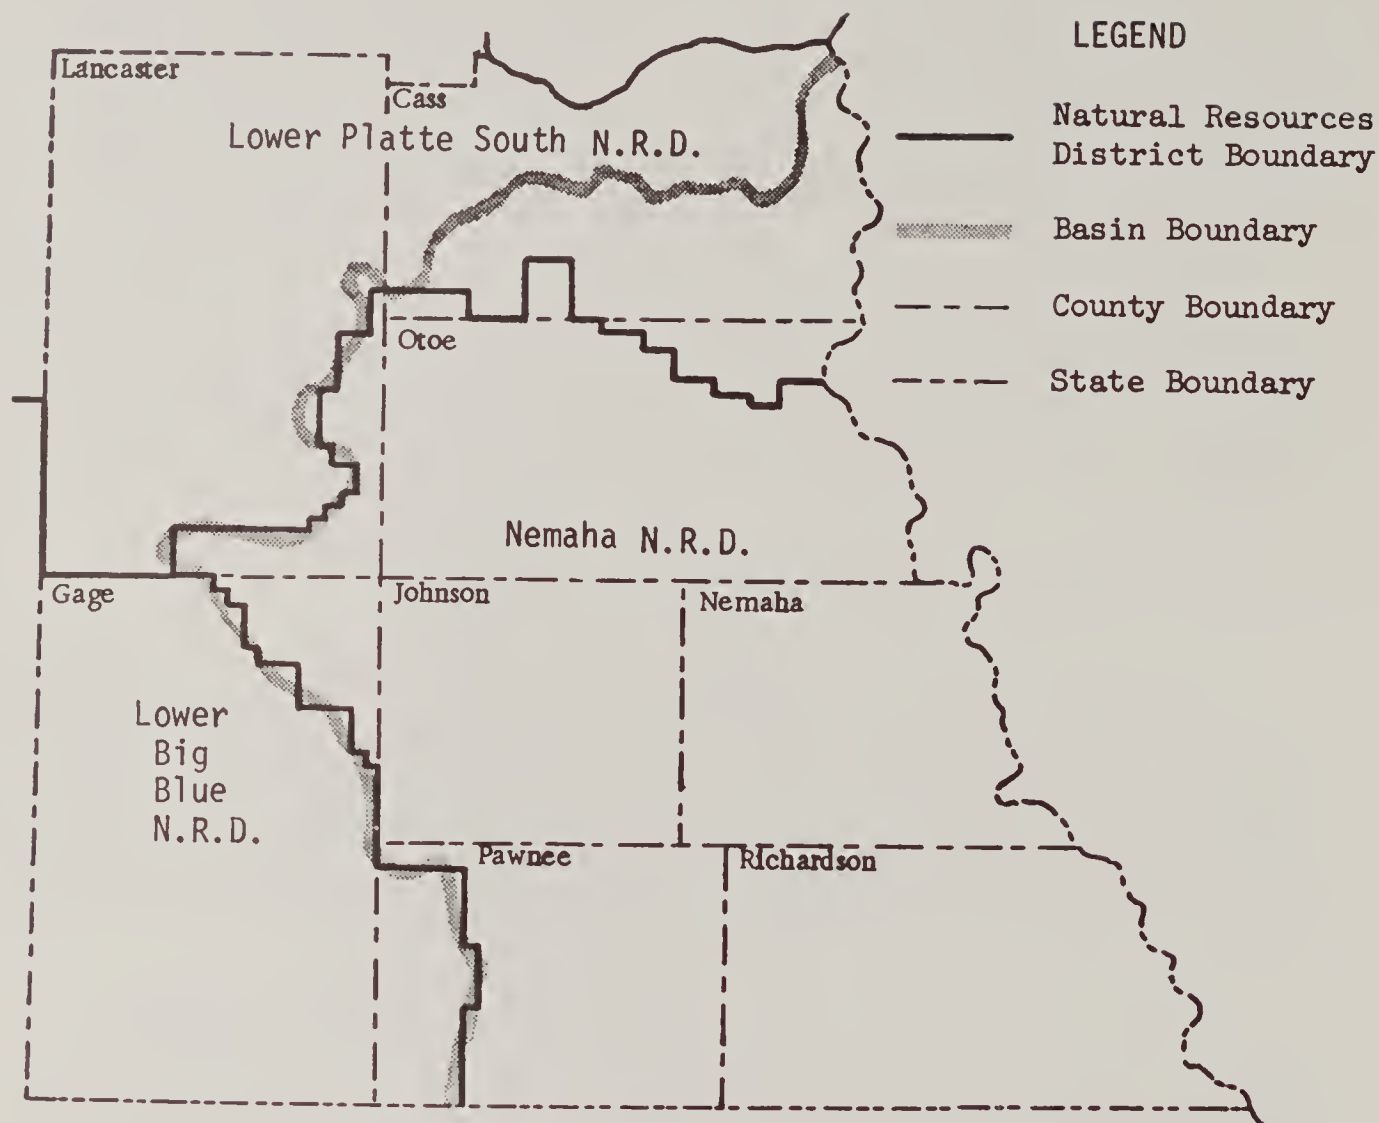 LEGEND
Natural Resources
District Boundary
Basin Boundary
County Boundary
State Boundary
Lancaster
Cass
Lower Platte South N.R.D.
Otoe
Nemaha N.R.D.
Gage
Johnson
Nemaha
Lower
Big
Blue
N.R.D.
Pawnee
Richardson